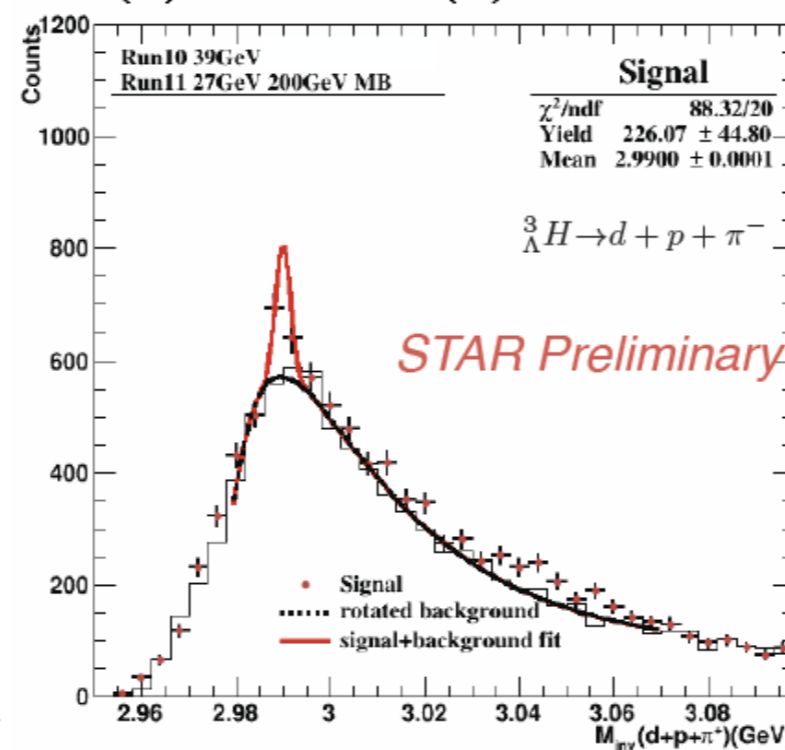 Counts
Run10 39GeV
Run11 27GeV 200GeV MB
Signal
χ²/ndf 88.32/20
Yield 226.07 ± 44.80
Mean 2.9900 ± 0.0001
³ΛH→d + p + π⁻
STAR Preliminary
Signal
rotated background
signal+background fit
1200
1000
800
600
400
200
0
2.96 2.98 3 3.02 3.04 3.06 3.08
M_inv(d+p+π⁺)(GeV